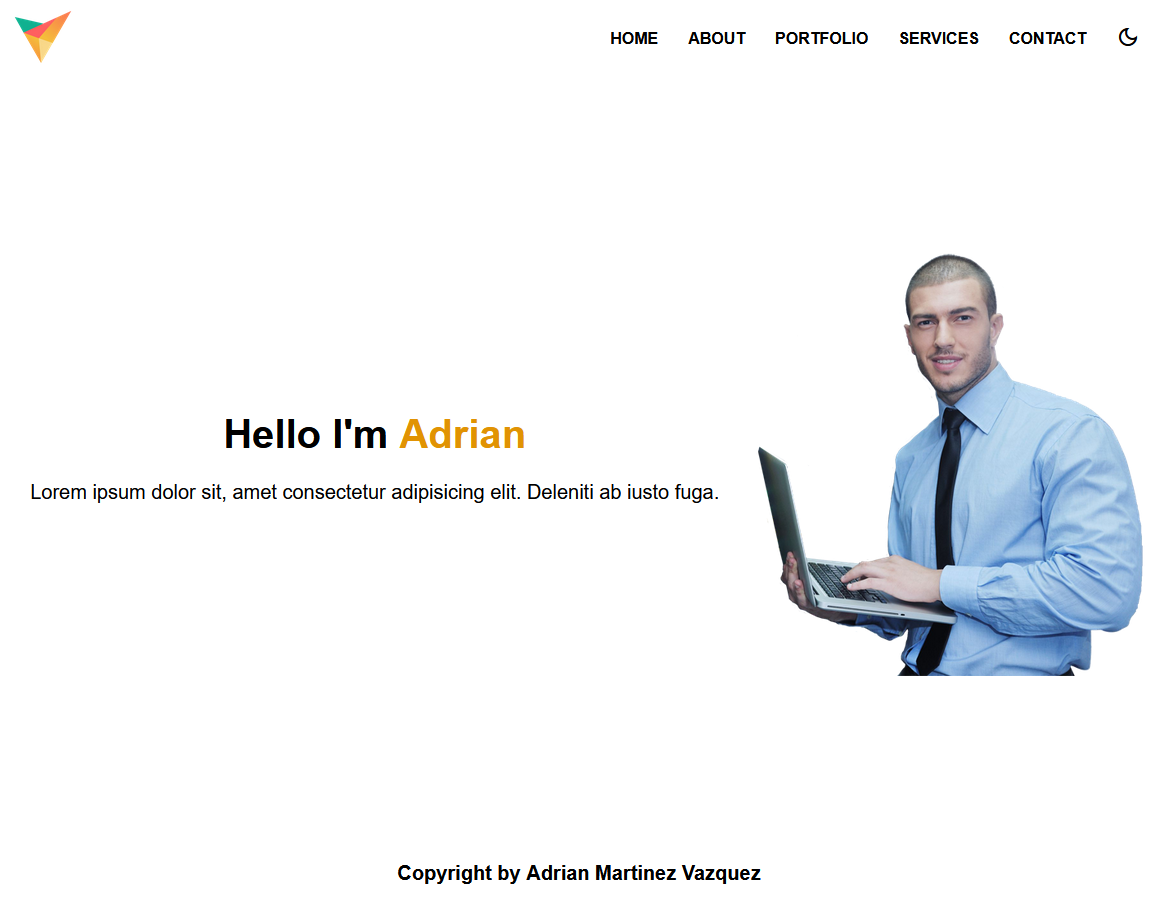 HOME ABOUT PORTFOLIO SERVICES CONTACT
Hello I'm Adrian
Lorem ipsum dolor sit, amet consectetur adipisicing elit. Deleniti ab iusto fuga.
Copyright by Adrian Martinez Vazquez